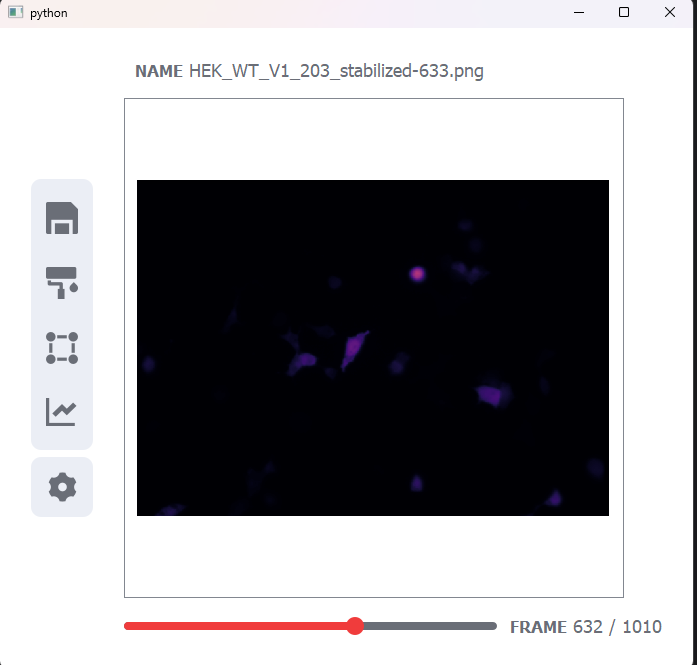 python
NAME HEK_WT_V1_203_stabilized-633.png
FRAME 632 / 1010